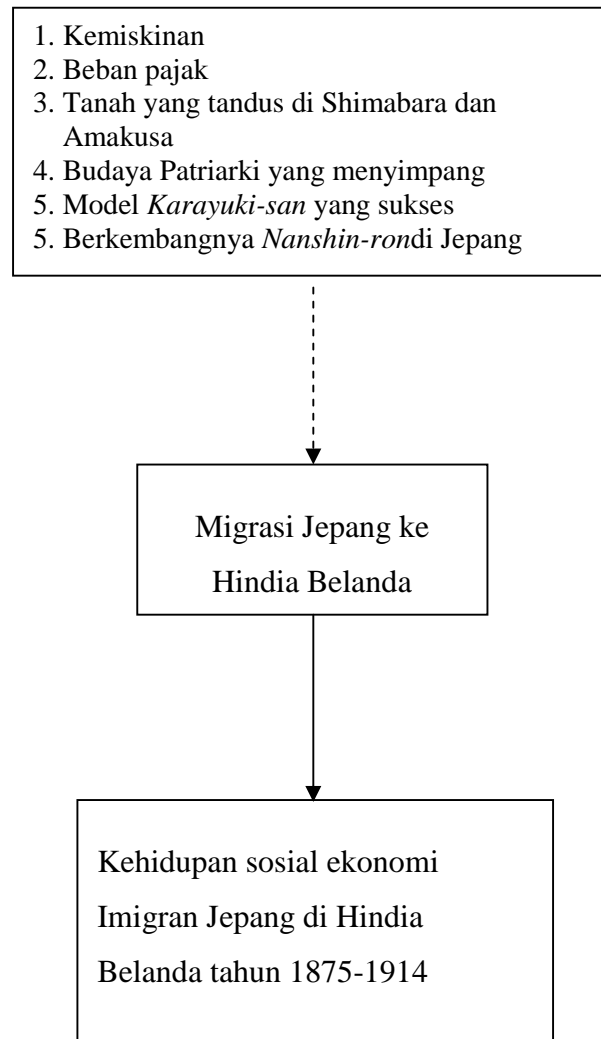 1. Kemiskinan
2. Beban pajak
3. Tanah yang tandus di Shimabara dan
Amakusa
4. Budaya Patriarki yang menyimpang
5. Model Karayuki-san yang sukses
5. Berkembangnya Nanshin-rondi Jepang
Migrasi Jepang ke
Hindia Belanda
Kehidupan sosial ekonomi
Imigran Jepang di Hindia
Belanda tahun 1875-1914